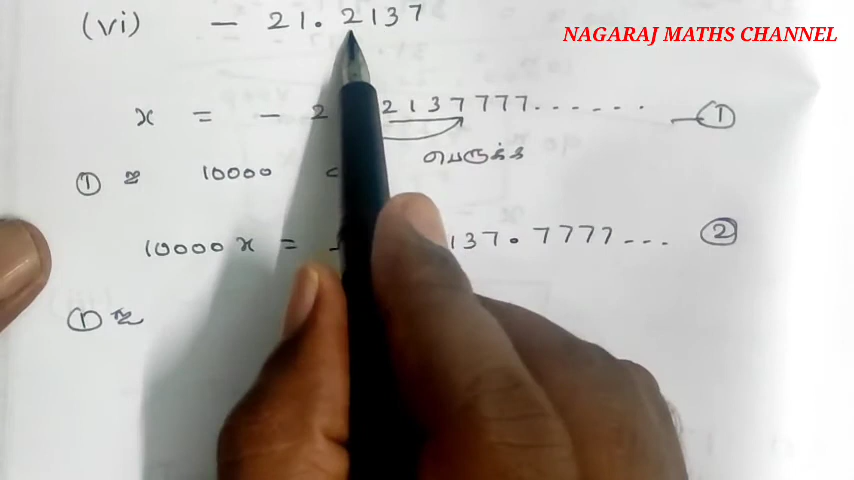 NAGARAJ MATHS CHANNEL
(vi) - 21.2137
x = - 2 2137777...... ①
① ஐ 10000 பெருக்க
10000 x = - 137.7777... ②
① ஐ